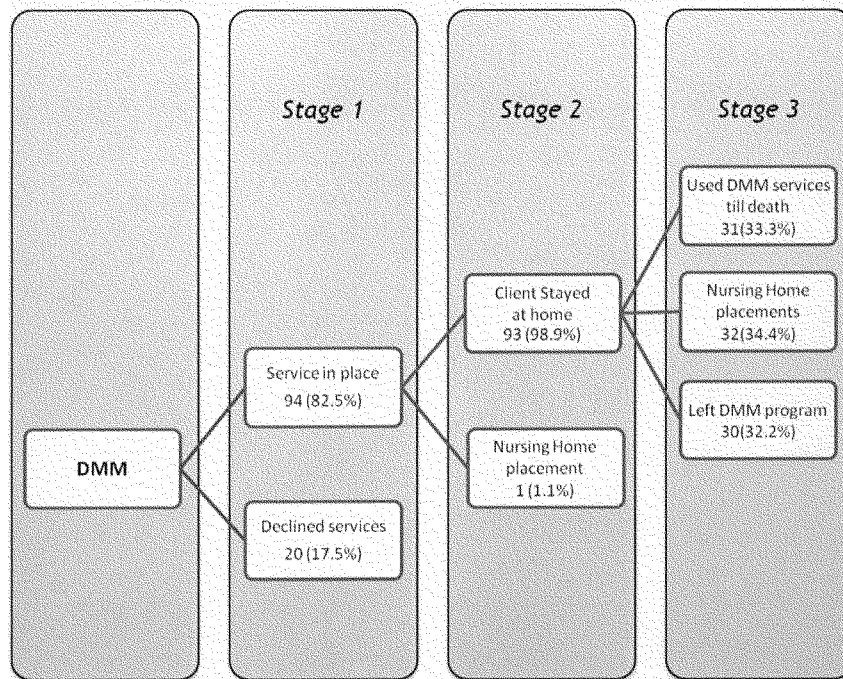 DMM
Stage 1
Service in place
94 (82.5%)
Declined services
20 (17.5%)
Stage 2
Client Stayed
at home
93 (98.9%)
Nursing Home
placement
1 (1.1%)
Stage 3
Used DMM services
till death
31(33.3%)
Nursing Home
placements
32(34.4%)
Left DMM program
30(32.2%)